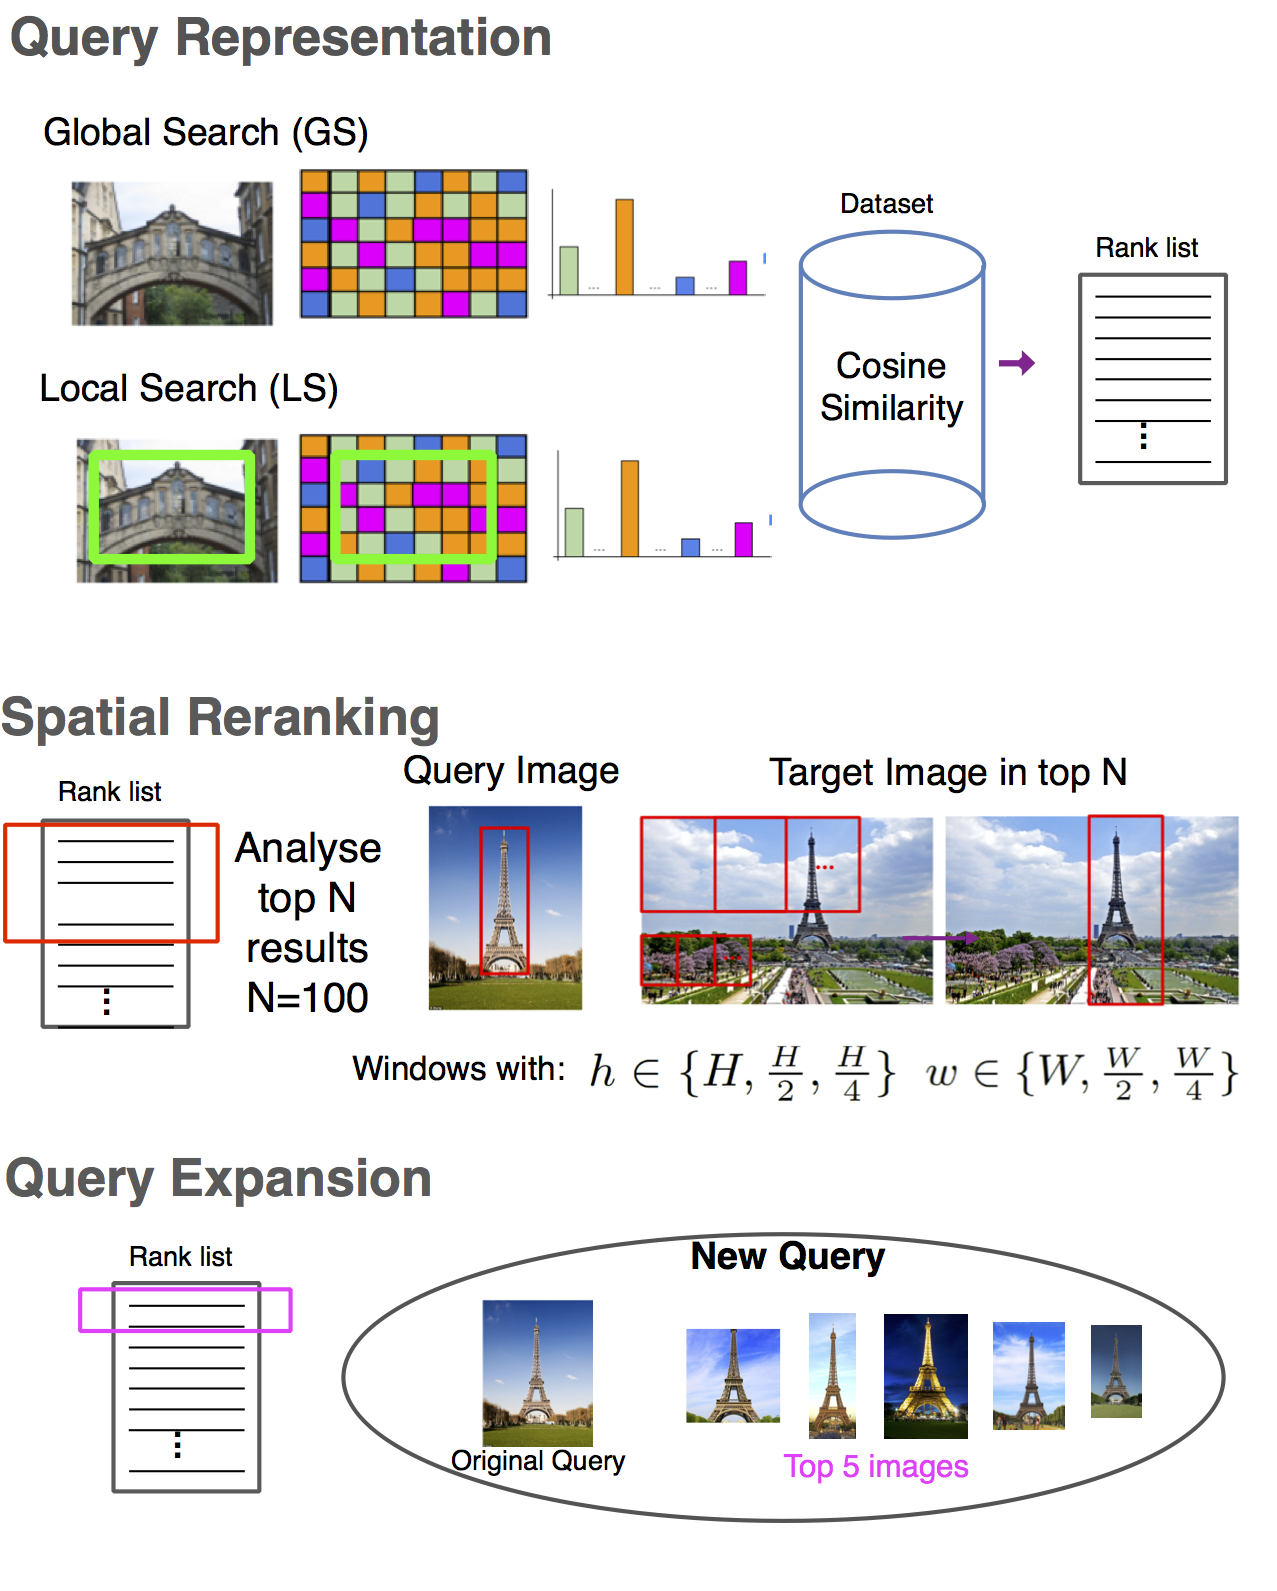 Query Representation
Global Search (GS)
Dataset
Rank list
Cosine
Similarity
Local Search (LS)
Spatial Reranking
Rank list
Query Image
Target Image in top N
Analyse
top N
results
N=100
Windows with: h ∈ {H, H/2, H/4} w ∈ {W, W/2, W/4}
Query Expansion
Rank list
New Query
Original Query
Top 5 images